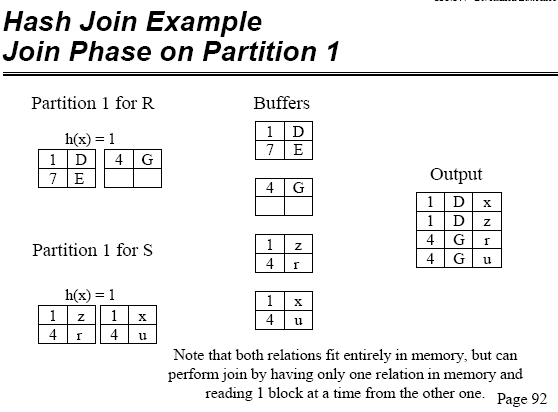 Hash Join Example
Join Phase on Partition 1
Partition 1 for R
h(x) = 1
1 D 4 G
7 E
Partition 1 for S
h(x) = 1
1 z 1 x
4 r 4 u
Buffers
1 D
7 E
4 G
1 z
4 r
1 x
4 u
Output
1 D x
1 D z
4 G r
4 G u
Note that both relations fit entirely in memory, but can
perform join by having only one relation in memory and
reading 1 block at a time from the other one.
Page 92